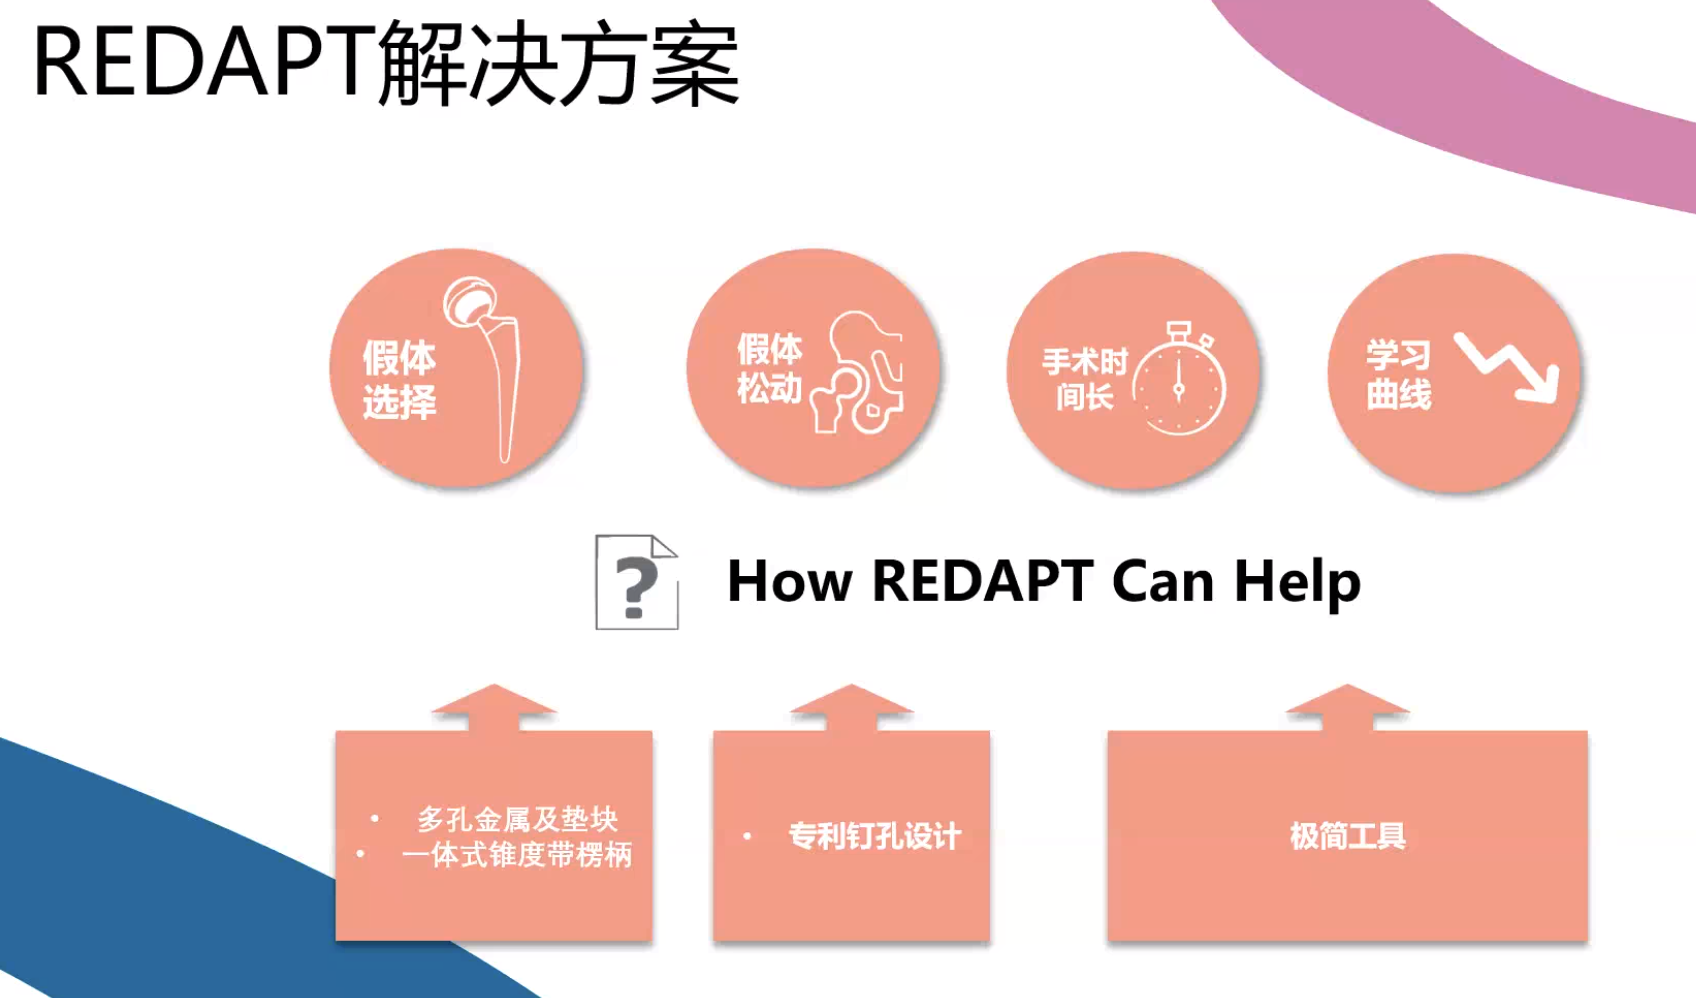 REDAPT解决方案
假体
选择
假体
松动
手术时
间长
学习
曲线
?
How REDAPT Can Help
• 多孔金属及垫块
• 一体式锥度带楞柄
• 专利钉孔设计
极简工具